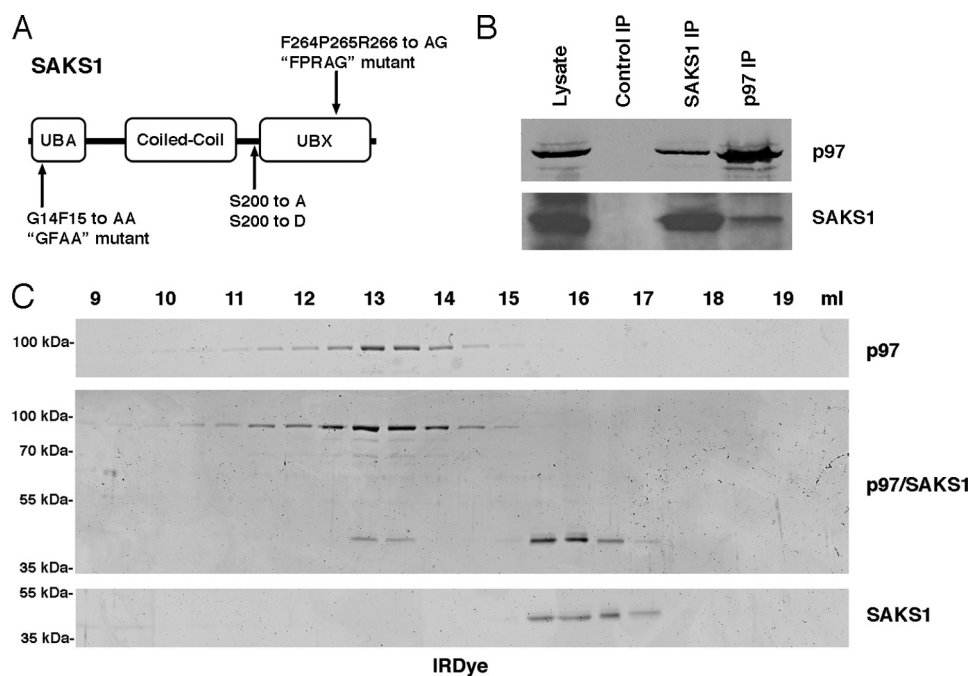 A
SAKS1
F264P265R266 to AG
“FPRAG” mutant
UBA
Coiled-Coil
UBX
G14F15 to AA
“GFAA” mutant
S200 to A
S200 to D
B
Lysate
Control IP
SAKS1 IP
p97 IP
p97
SAKS1
C
9 10 11 12 13 14 15 16 17 18 19 ml
100 kDa-
p97
100 kDa-
70 kDa-
55 kDa-
35 kDa-
p97/SAKS1
55 kDa-
35 kDa-
SAKS1
IRDye